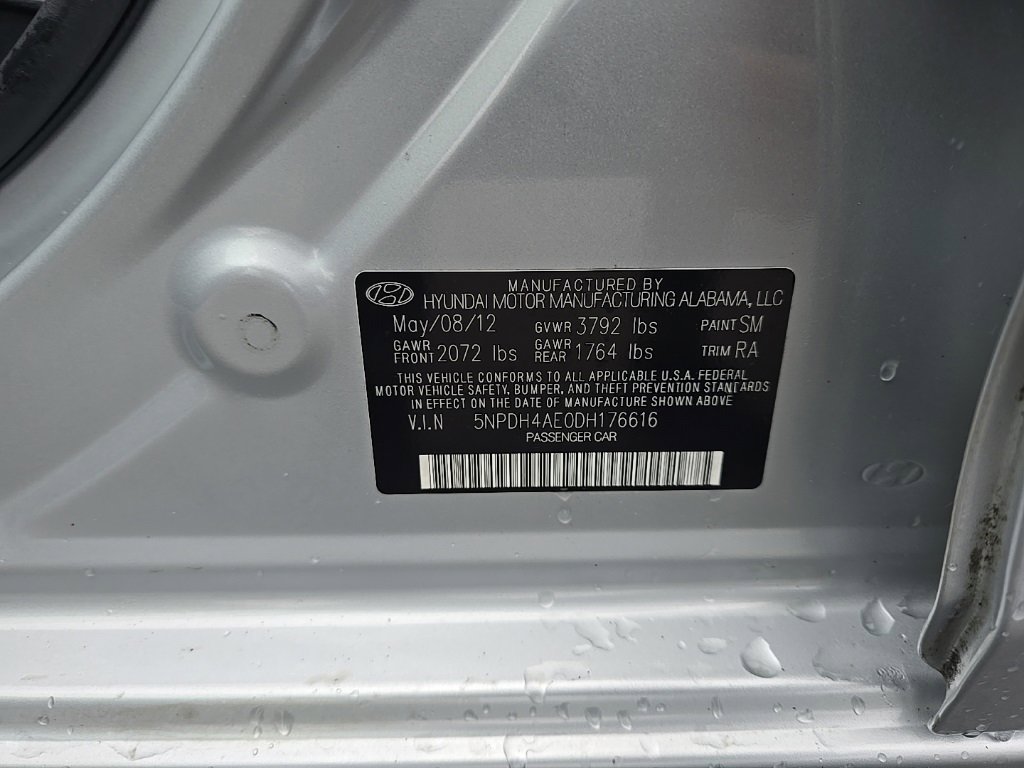 MANUFACTURED BY
HYUNDAI MOTOR MANUFACTURING ALABAMA, LLC
May/08/12 GVWR 3792 lbs PAINT SM
GAWR FRONT 2072 lbs GAWR REAR 1764 lbs TRIM RA
THIS VEHICLE CONFORMS TO ALL APPLICABLE U.S.A. FEDERAL
MOTOR VEHICLE SAFETY, BUMPER, AND THEFT PREVENTION STANDARDS
IN EFFECT ON THE DATE OF MANUFACTURE SHOWN ABOVE
V.I.N 5NPDH4AE0DH176616
PASSENGER CAR